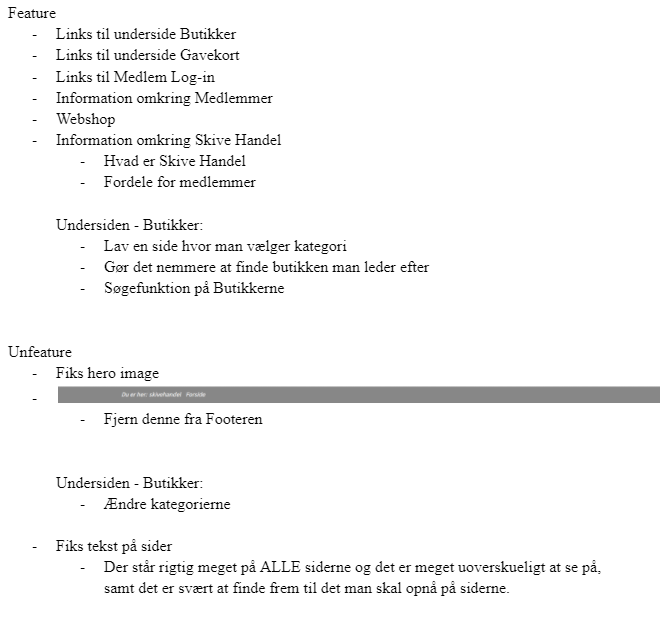 Feature
- Links til underside Butikker
- Links til underside Gavekort
- Links til Medlem Log-in
- Information omkring Medlemmer
- Webshop
- Information omkring Skive Handel
- Hvad er Skive Handel
- Fordele for medlemmer
Undersiden - Butikker:
- Lav en side hvor man vælger kategori
- Gør det nemmere at finde butikken man leder efter
- Søgefunktion på Butikkerne
Unfeature
- Fiks hero image
- Du er her: skivehandel Forside
- Fjern denne fra Footeren
Undersiden - Butikker:
- Ændre kategorierne
- Fiks tekst på sider
- Der står rigtig meget på ALLE siderne og det er meget uoverskueligt at se på,
samt det er svært at finde frem til det man skal opnå på siderne.